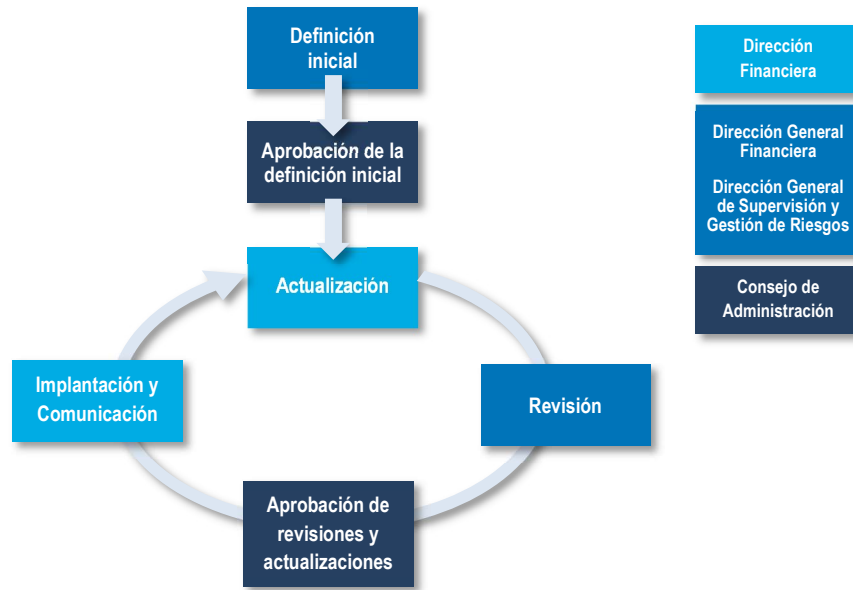 Definición
inicial
Aprobación de la
definición inicial
Actualización
Implantación y
Comunicación
Revisión
Aprobación de
revisiones y
actualizaciones
Dirección
Financiera
Dirección General
Financiera
Dirección General
de Supervisión y
Gestión de Riesgos
Consejo de
Administración